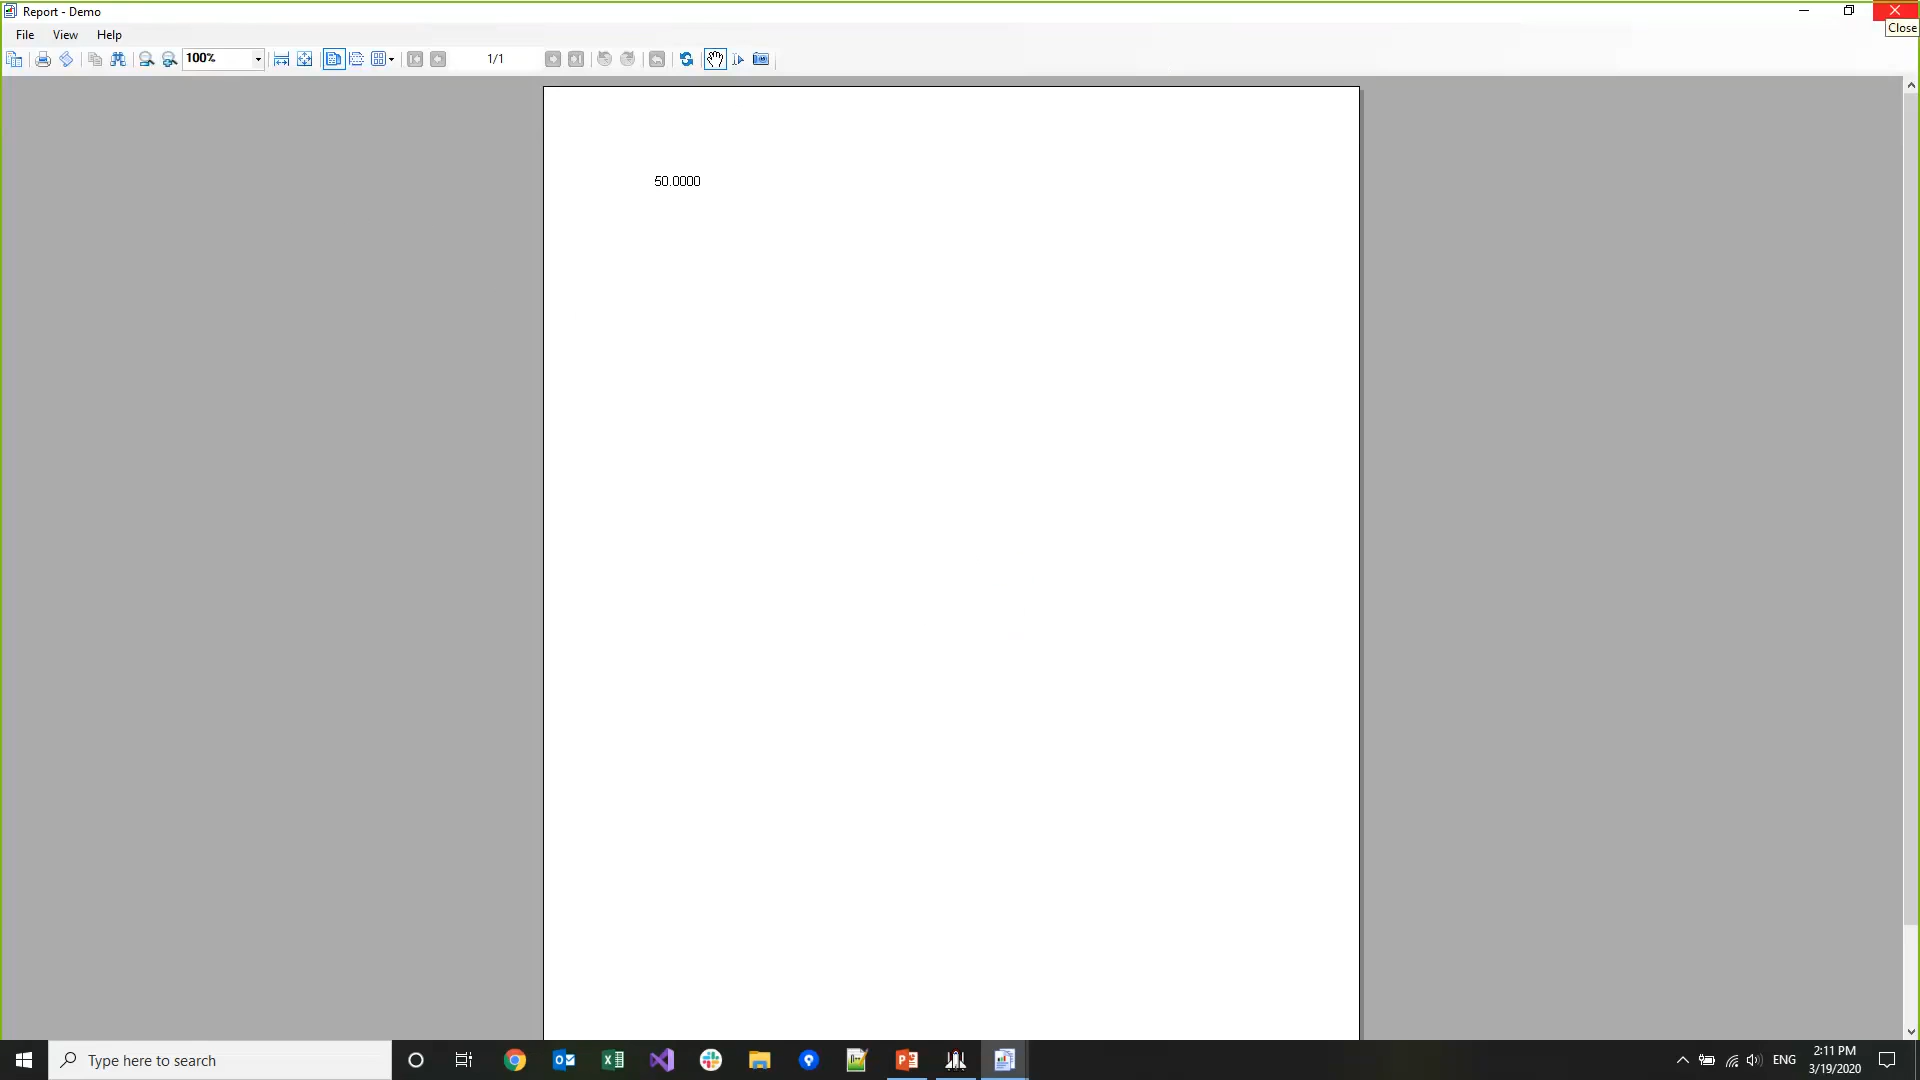 Report - Demo
Close
File View Help
100%
1/1
50.0000
Type here to search
ENG
2:11 PM
3/19/2020